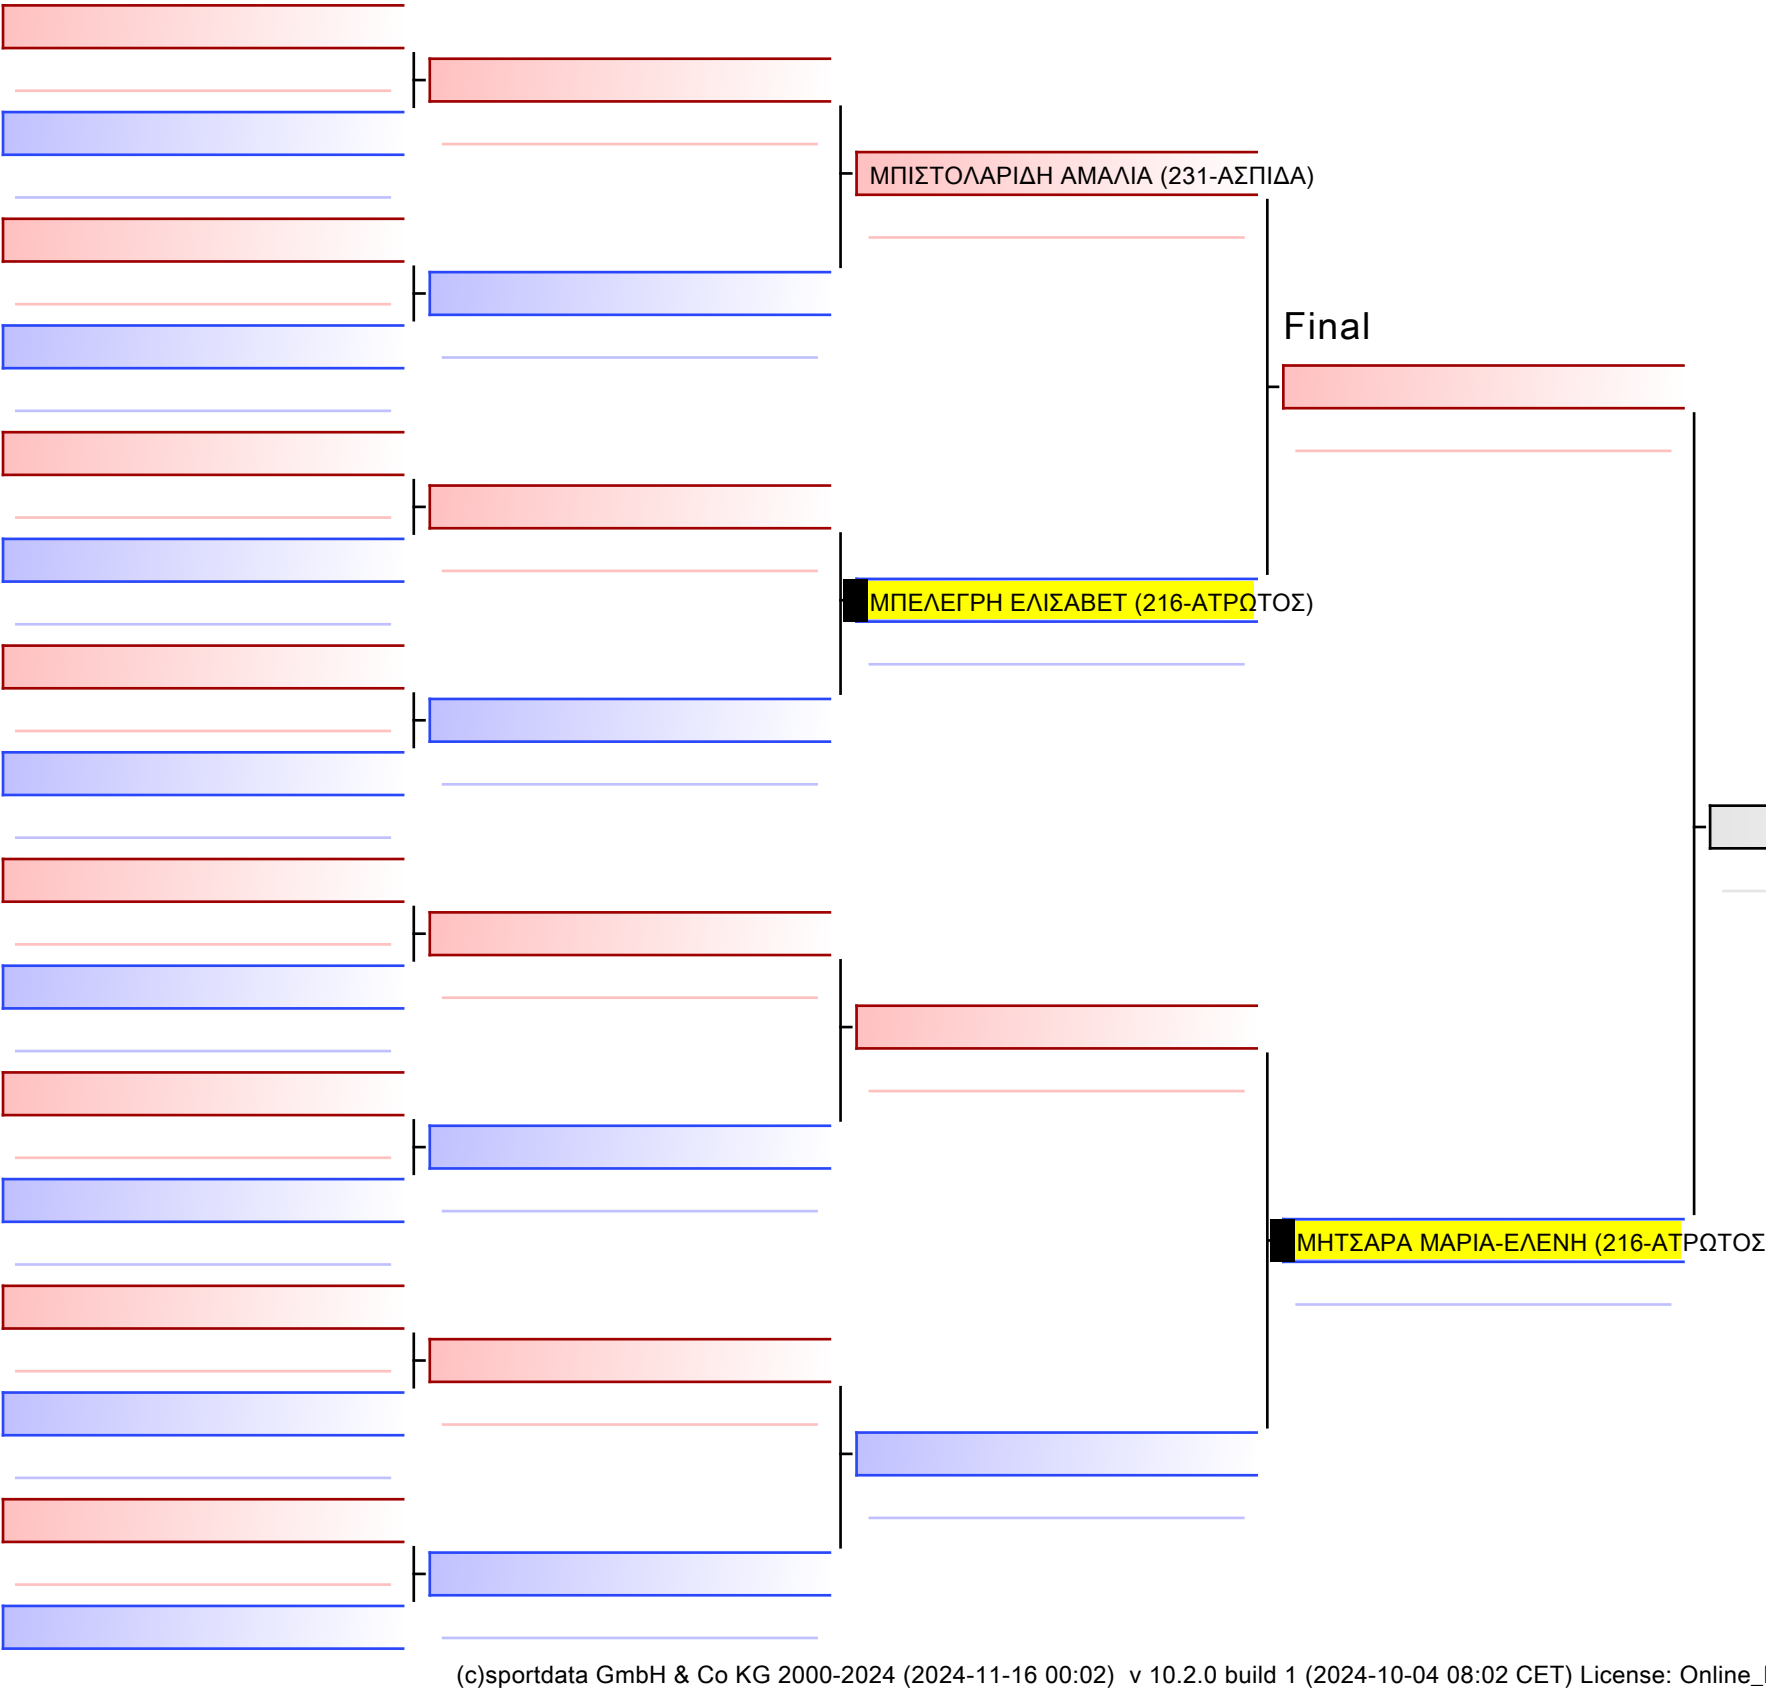 ΜΠΙΣΤΟΛΑΡΙΔΗ ΑΜΑΛΙΑ (231-ΑΣΠΙΔΑ)
Final
ΜΠΕΛΕΓΡΗ ΕΛΙΣΑΒΕΤ (216-ΑΤΡΩΤΟΣ)
ΜΗΤΣΑΡΑ ΜΑΡΙΑ-ΕΛΕΝΗ (216-ΑΤΡΩΤΟΣ
(c)sportdata GmbH & Co KG 2000-2024 (2024-11-16 00:02) v 10.2.0 build 1 (2024-10-04 08:02 CET) License: Online_